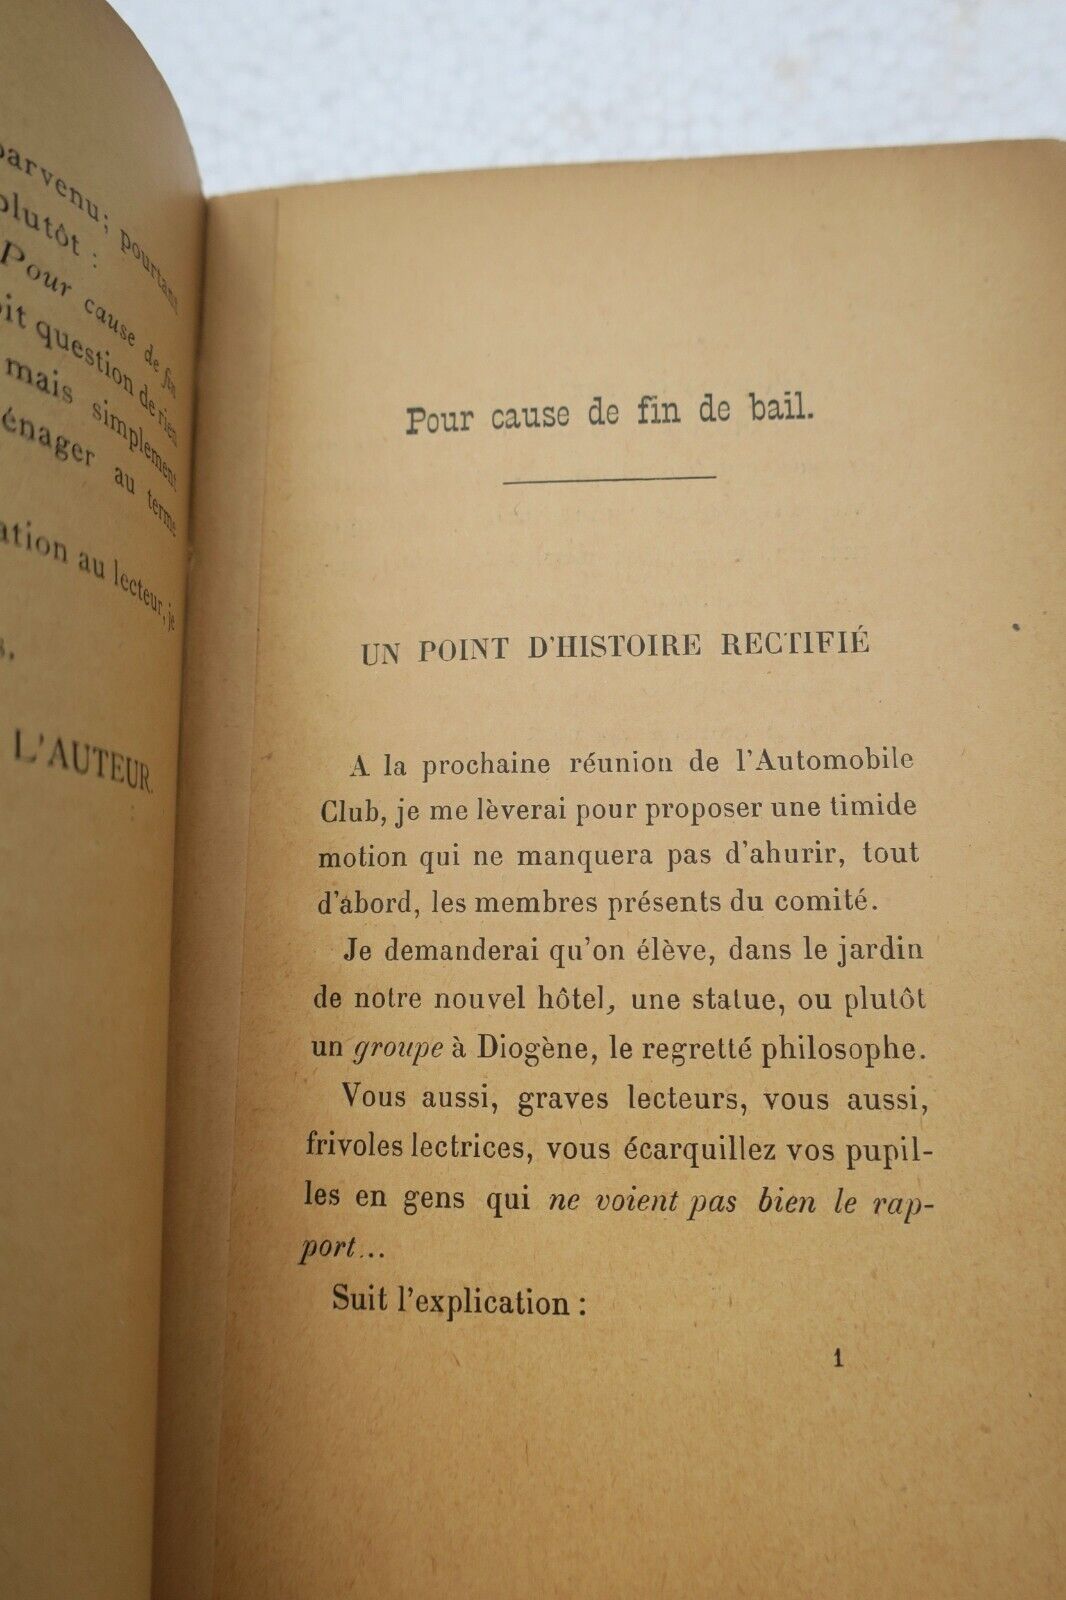 parvenu; pourtant
plutôt :
Pour cause de fin
oit question de rien
mais simplement
énager au terme
ation au lecteur, je
s.
L'AUTEUR.
Pour cause de fin de bail.
UN POINT D'HISTOIRE RECTIFIÉ
A la prochaine réunion de l'Automobile
Club, je me lèverai pour proposer une timide
motion qui ne manquera pas d'ahurir, tout
d'abord, les membres présents du comité.
Je demanderai qu'on élève, dans le jardin
de notre nouvel hôtel, une statue, ou plutôt
un groupe à Diogène, le regretté philosophe.
Vous aussi, graves lecteurs, vous aussi,
frivoles lectrices, vous écarquillez vos pupil-
les en gens qui ne voient pas bien le rap-
port...
Suit l'explication :
1